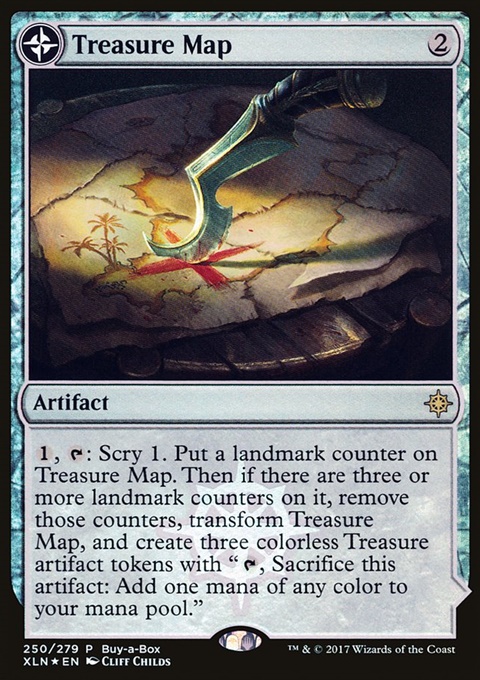 Treasure Map 2
Artifact
1, : Scry 1. Put a landmark counter on
Treasure Map. Then if there are three or
more landmark counters on it, remove
those counters, transform Treasure
Map, and create three colorless Treasure
artifact tokens with “ , Sacrifice this
artifact: Add one mana of any color to
your mana pool.”
250/279 P Buy-a-Box
XLN★EN Cliff Childs
™ & © 2017 Wizards of the Coast